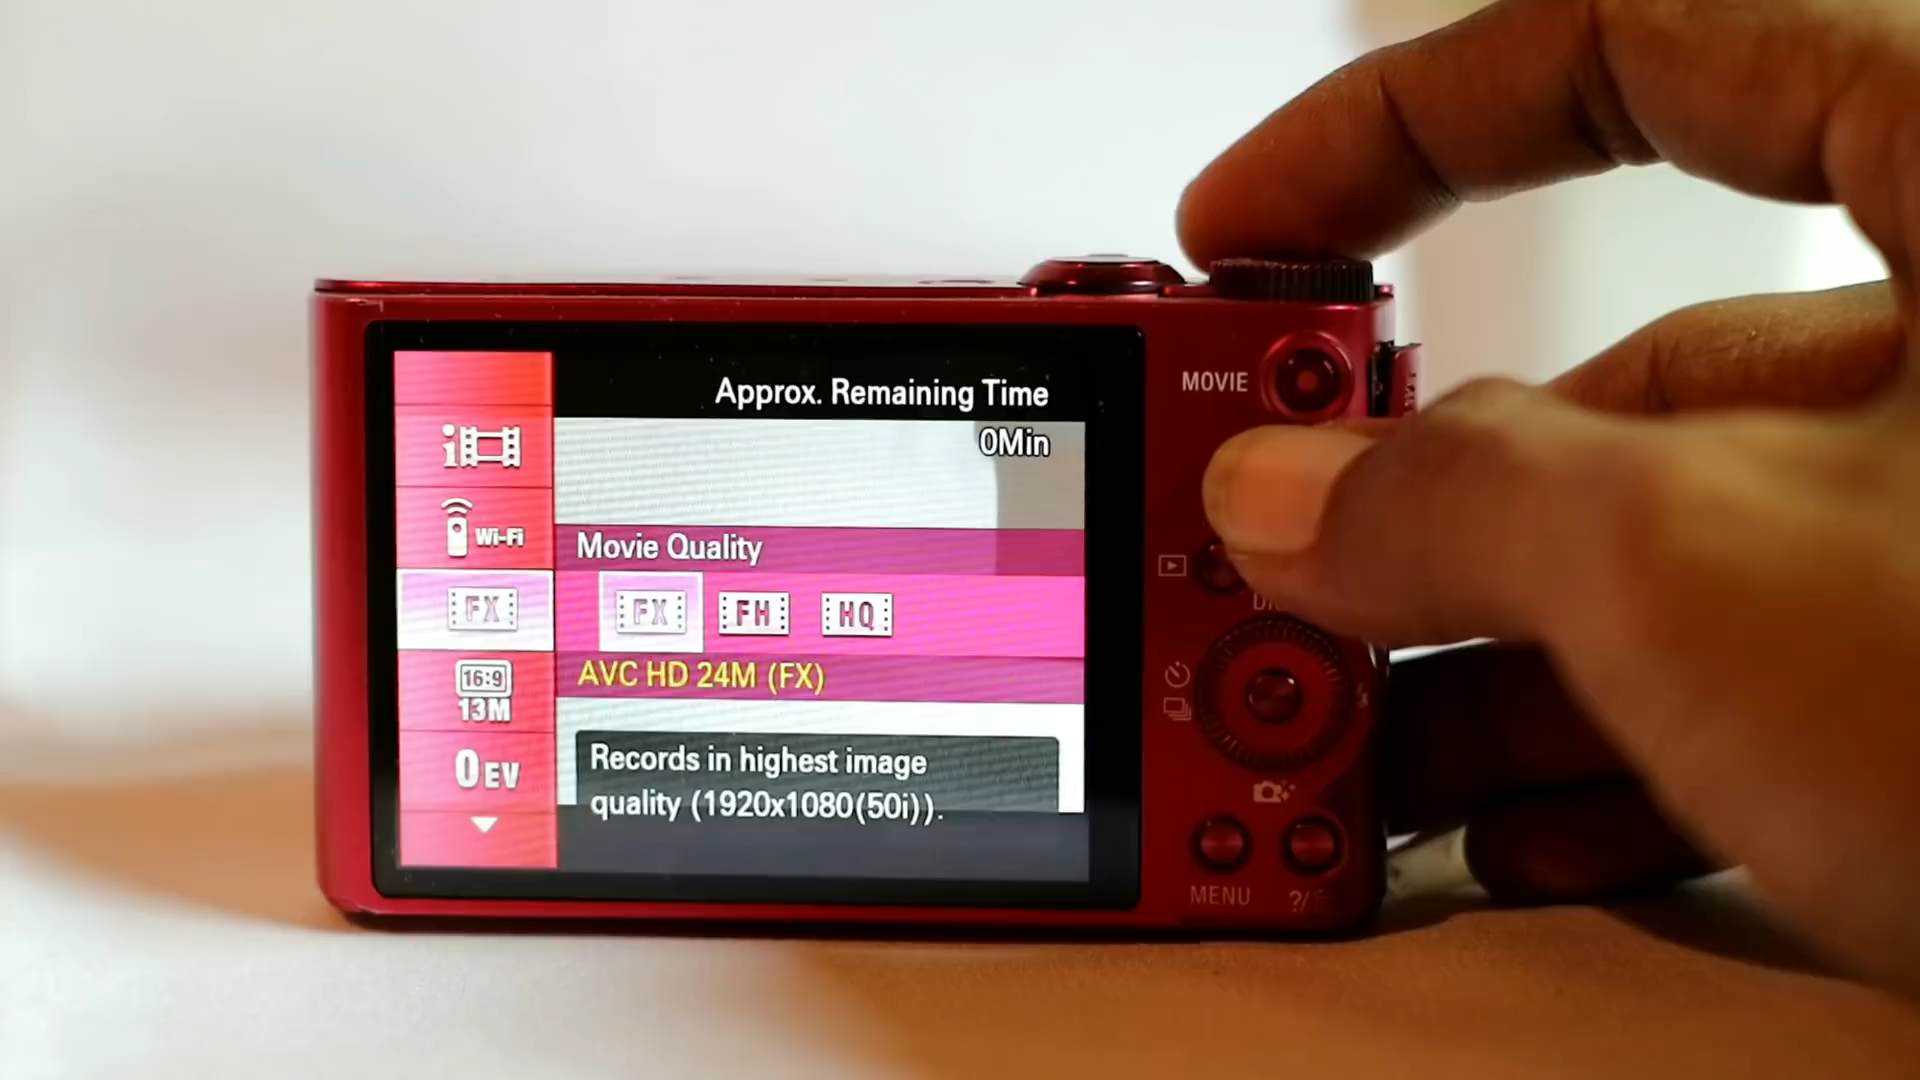 Approx. Remaining Time
0Min
i
Wi-Fi
Movie Quality
FX
FX FH HQ
AVC HD 24M (FX)
16:9
13M
0EV
Records in highest image
quality (1920x1080(50i)).
MOVIE
MENU
?/